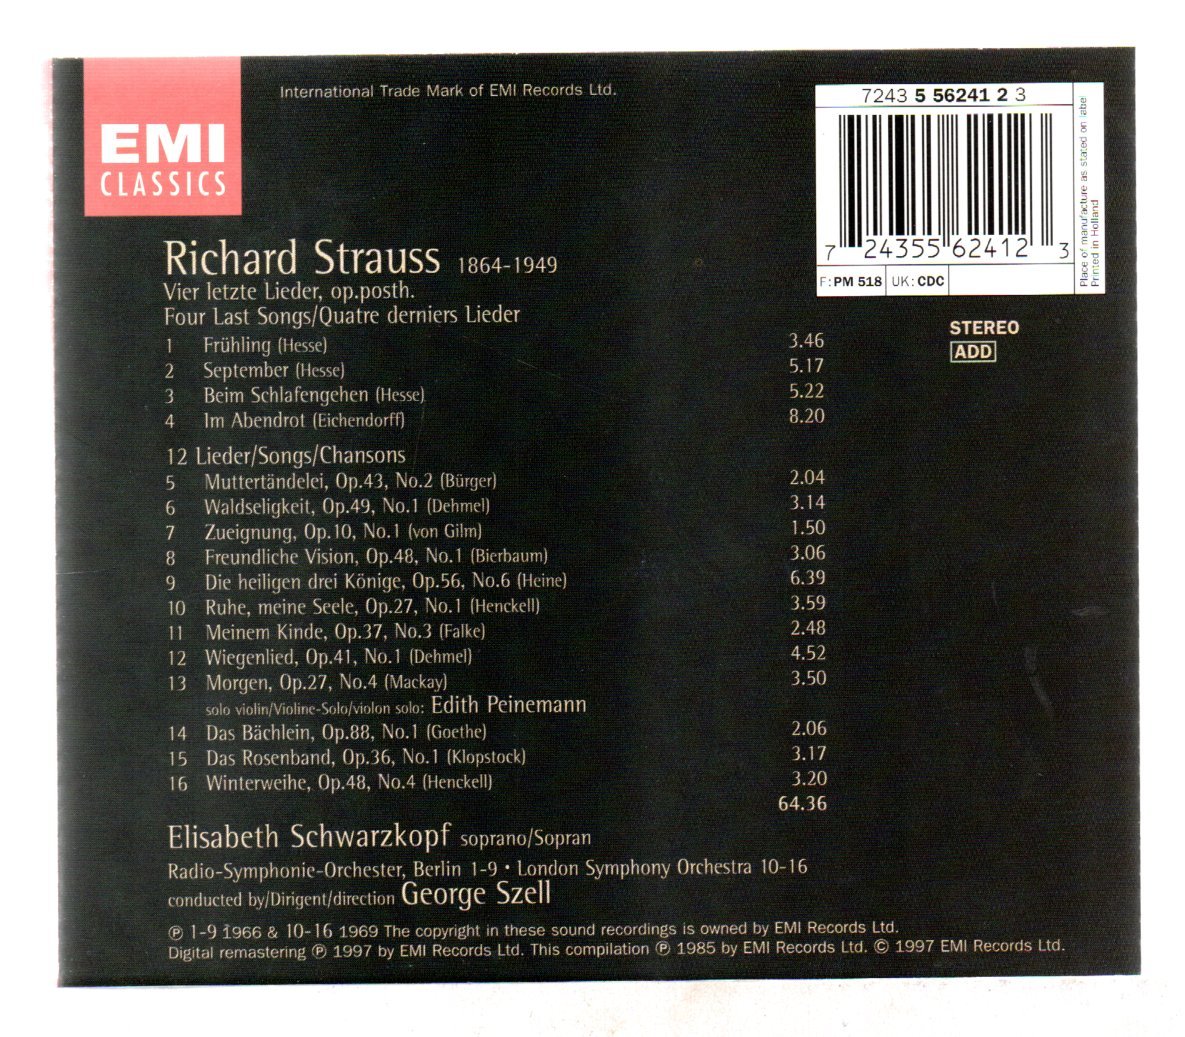 International Trade Mark of EMI Records Ltd.
EMI
CLASSICS
7243 5 56241 2 3
7 24355 62412 3
F: PM 518 UK: CDC
Place of manufacture as stated on label
Printed in Holland
STEREO
ADD
Richard Strauss 1864-1949
Vier letzte Lieder, op.posth.
Four Last Songs/Quatre derniers Lieder
1 Frühling (Hesse) 3.46
2 September (Hesse) 5.17
3 Beim Schlafengehen (Hesse) 5.22
4 Im Abendrot (Eichendorff) 8.20
12 Lieder/Songs/Chansons
5 Muttertändelei, Op.43, No.2 (Bürger) 2.04
6 Waldseligkeit, Op.49, No.1 (Dehmel) 3.14
7 Zueignung, Op.10, No.1 (von Gilm) 1.50
8 Freundliche Vision, Op.48, No.1 (Bierbaum) 3.06
9 Die heiligen drei Könige, Op.56, No.6 (Heine) 6.39
10 Ruhe, meine Seele, Op.27, No.1 (Henckell) 3.59
11 Meinem Kinde, Op.37, No.3 (Falke) 2.48
12 Wiegenlied, Op.41, No.1 (Dehmel) 4.52
13 Morgen, Op.27, No.4 (Mackay) 3.50
solo violin/Violine-Solo/violon solo: Edith Peinemann
14 Das Bächlein, Op.88, No.1 (Goethe) 2.06
15 Das Rosenband, Op.36, No.1 (Klopstock) 3.17
16 Winterweihe, Op.48, No.4 (Henckell) 3.20
64.36
Elisabeth Schwarzkopf soprano/Sopran
Radio-Symphonie-Orchester, Berlin 1-9 • London Symphony Orchestra 10-16
conducted by/Dirigent/direction George Szell
℗ 1-9 1966 & 10-16 1969 The copyright in these sound recordings is owned by EMI Records Ltd.
Digital remastering ℗ 1997 by EMI Records Ltd. This compilation ℗ 1985 by EMI Records Ltd. © 1997 EMI Records Ltd.